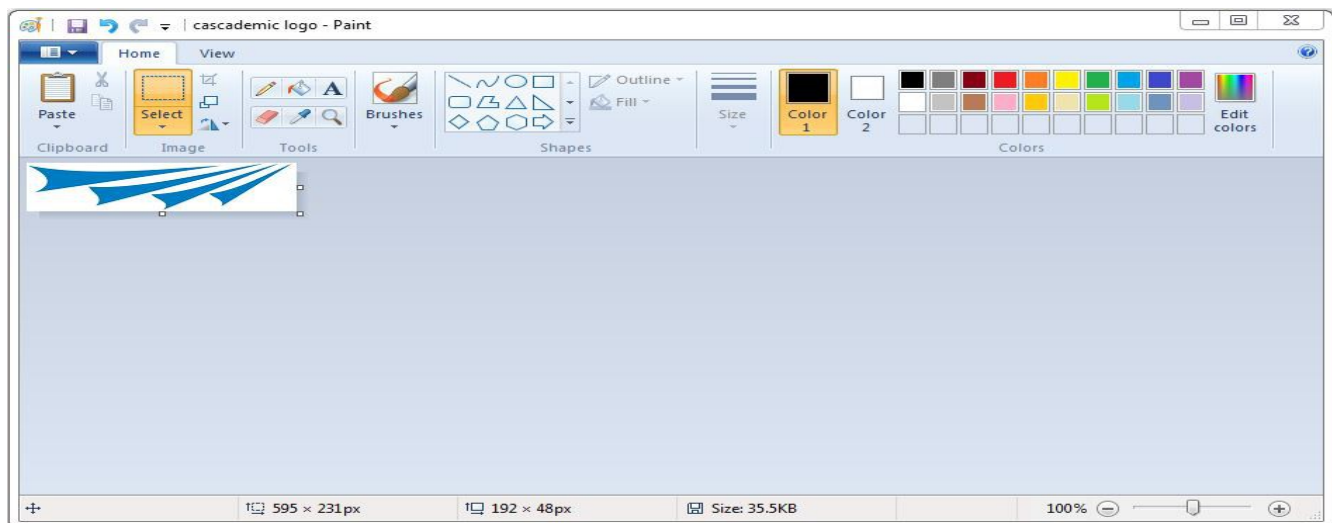 cascademic logo - Paint
Home View
Paste
Select
A
Brushes
Outline
Fill
Size
Color 1
Color 2
Edit colors
Clipboard Image Tools Shapes Colors
595 × 231px 192 × 48px Size: 35.5KB 100%